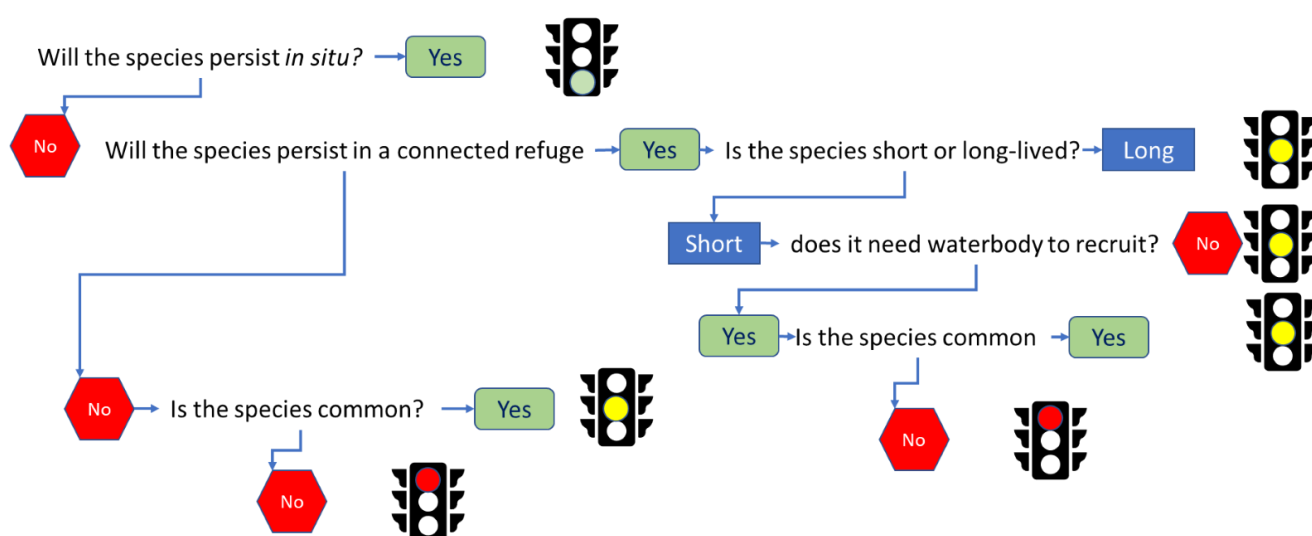 Will the species persist in situ?
Yes
No
Will the species persist in a connected refuge
Yes
Is the species short or long-lived?
Long
Short
does it need waterbody to recruit?
No
Yes
Is the species common
Yes
No
Is the species common?
Yes
No
No